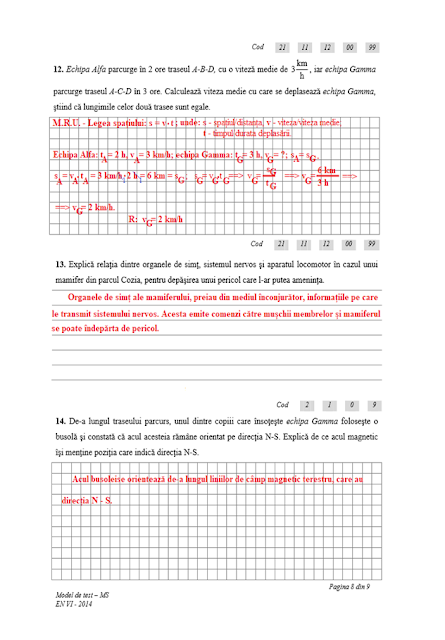 Cod 21 11 12 00 99
12. Echipa Alfa parcurge în 2 ore traseul A-B-D, cu o viteză medie de 3 km/h, iar echipa Gamma
parcurge traseul A-C-D în 3 ore. Calculează viteza medie cu care se deplasează echipa Gamma,
știind că lungimile celor două trasee sunt egale.
M.R.U. - Legea spațiului: s = v·t ; unde: s - spațiul/distanța, v - viteza/viteza medie,
t - timpul/durata deplasării.
Echipa Alfa: tA= 2 h, vA= 3 km/h; echipa Gamma: tG= 3 h, vG= ?; sA= sG.
sA= vA·tA = 3 km/h·2 h = 6 km = sG; sG= vG·tG==> vG= sG/tG ==> vG= 6 km/3 h ==>
==> vG= 2 km/h.
R: vG= 2 km/h
Cod 21 11 12 00 99
13. Explică relația dintre organele de simț, sistemul nervos și aparatul locomotor în cazul unui
mamifer din parcul Cozia, pentru depășirea unui pericol care l-ar putea amenința.
Organele de simț ale mamiferului, preiau din mediul înconjurător, informațiile pe care
le transmit sistemului nervos. Acesta emite comenzi către mușchii membrelor și mamiferul
se poate îndepărta de pericol.
Cod 2 1 0 9
14. De-a lungul traseului parcurs, unul dintre copiii care însoțește echipa Gamma folosește o
busolă și constată că acul acesteia rămâne orientat pe direcția N-S. Explică de ce acul magnetic
își menține poziția care indică direcția N-S.
Acul busoleise orientează de-a lungul liniilor de câmp magnetic terestru, care au
direcția N - S.
Pagina 8 din 9
Model de test – MS
EN VI - 2014